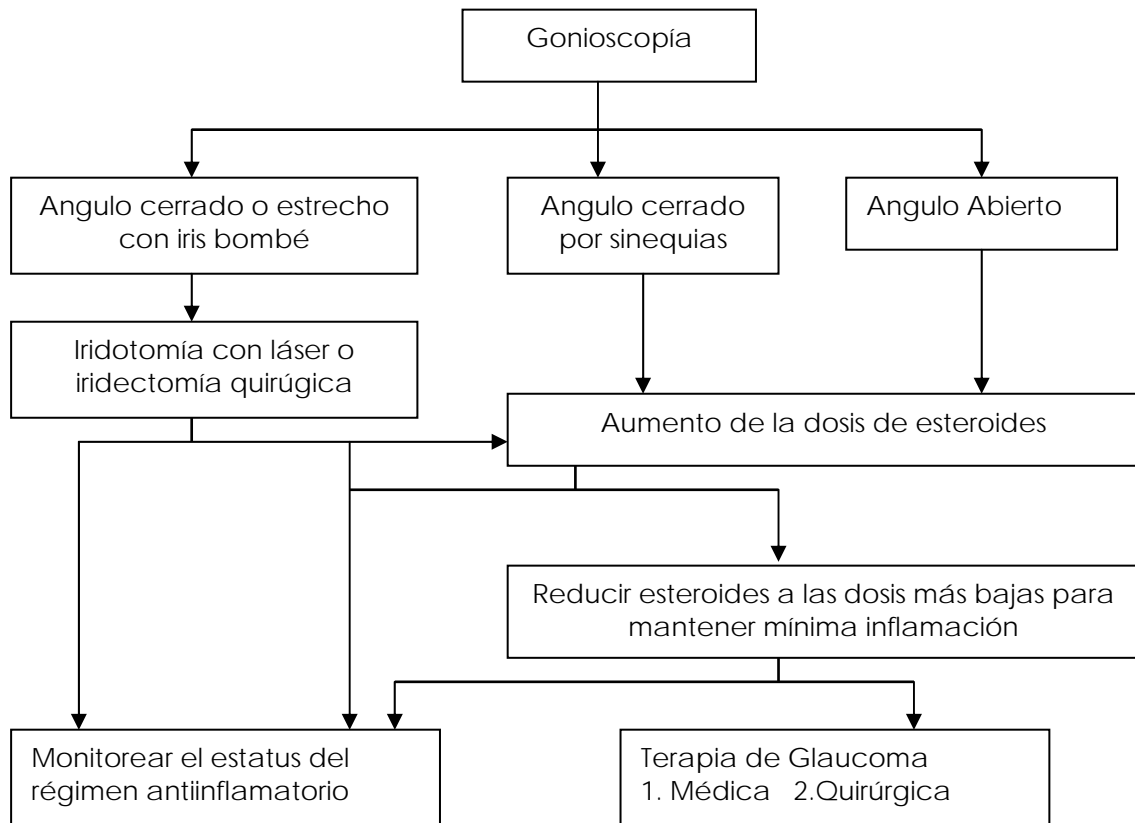 Gonioscopía
Angulo cerrado o estrecho
con iris bombé
Angulo cerrado
por sinequias
Angulo Abierto
Iridotomía con láser o
iridectomía quirúgica
Aumento de la dosis de esteroides
Reducir esteroides a las dosis más bajas para
mantener mínima inflamación
Monitorear el estatus del
régimen antiinflamatorio
Terapia de Glaucoma
1. Médica 2.Quirúrgica